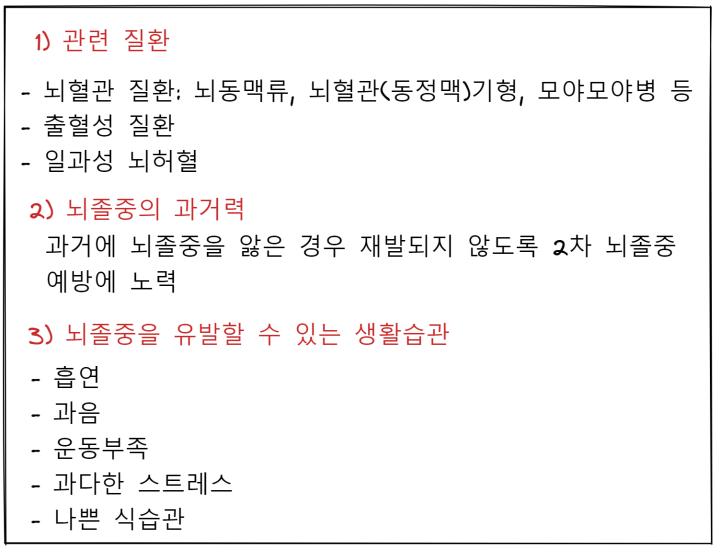 1) 관련 질환
- 뇌혈관 질환: 뇌동맥류, 뇌혈관(동정맥)기형, 모야모야병 등
- 출혈성 질환
- 일과성 뇌허혈
2) 뇌졸중의 과거력
과거에 뇌졸중을 앓은 경우 재발되지 않도록 2차 뇌졸중
예방에 노력
3) 뇌졸중을 유발할 수 있는 생활습관
- 흡연
- 과음
- 운동부족
- 과다한 스트레스
- 나쁜 식습관